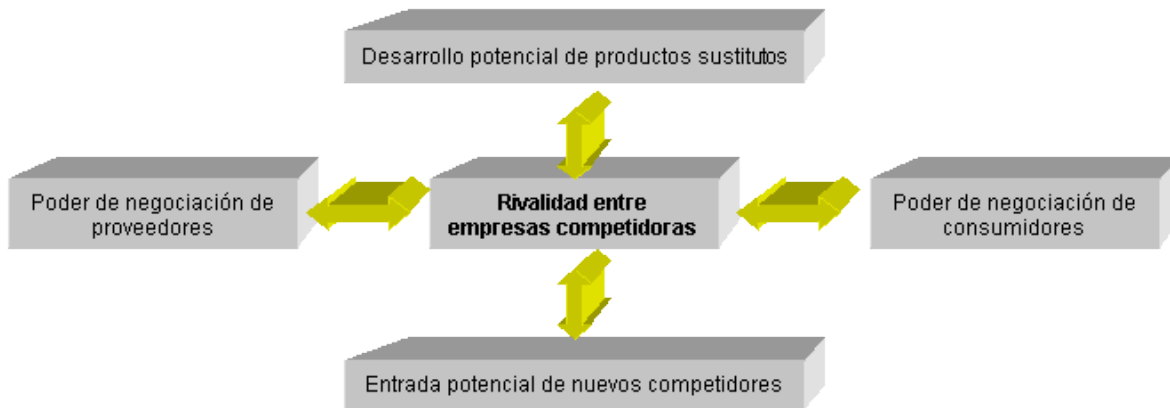 Desarrollo potencial de productos sustitutos
Poder de negociación de
proveedores
Rivalidad entre
empresas competidoras
Poder de negociación de
consumidores
Entrada potencial de nuevos competidores